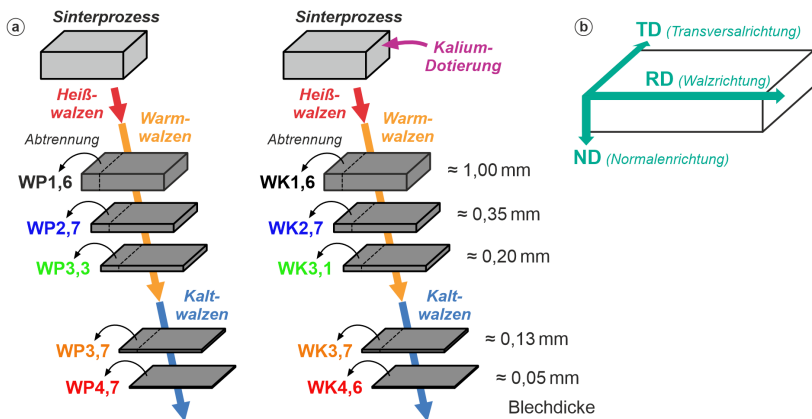 a
Sinterprozess
Heiß-
walzen
Warm-
walzen
Abtrennung
WP1,6
WP2,7
WP3,3
Kalt-
walzen
WP3,7
WP4,7
Sinterprozess
Kalium-
Dotierung
Heiß-
walzen
Warm-
walzen
Abtrennung
WK1,6
WK2,7
WK3,1
Kalt-
walzen
WK3,7
WK4,6
≈ 1,00 mm
≈ 0,35 mm
≈ 0,20 mm
≈ 0,13 mm
≈ 0,05 mm
Blechdicke
b
TD (Transversalrichtung)
RD (Walzrichtung)
ND (Normalenrichtung)